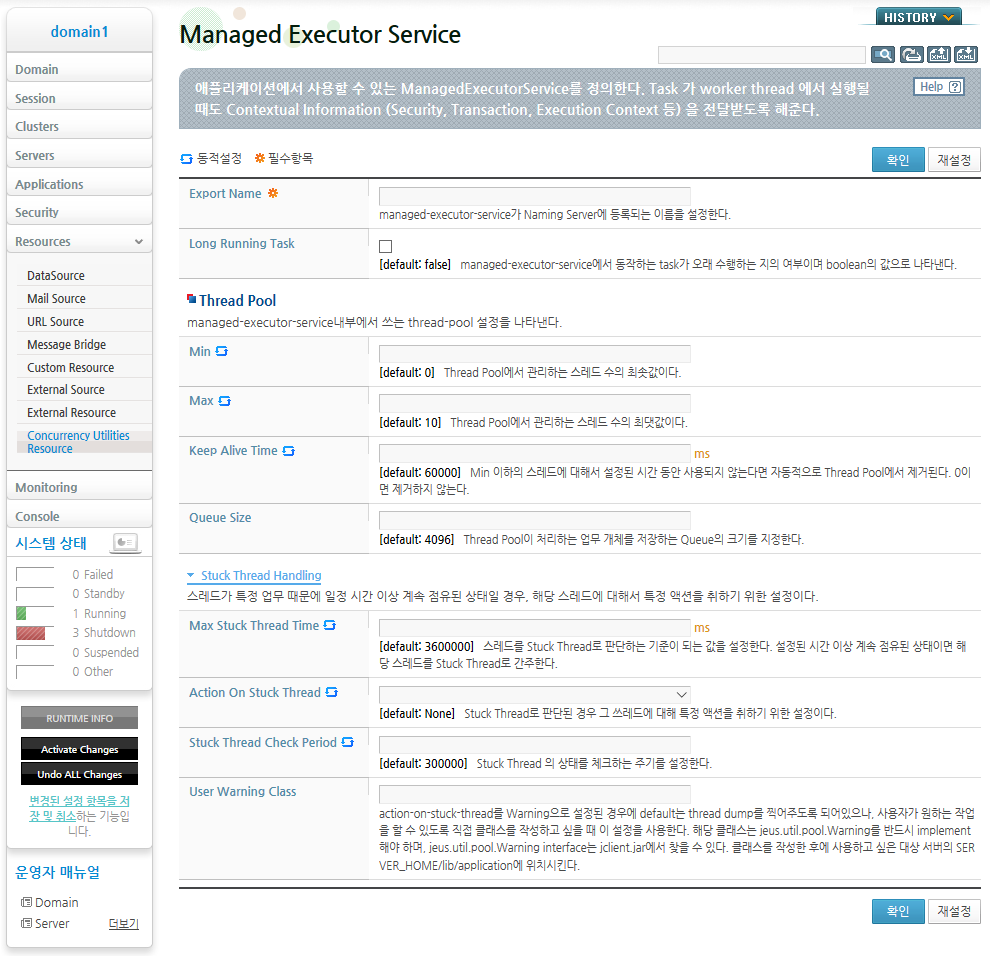 domain1
Domain
Session
Clusters
Servers
Applications
Security
Resources
DataSource
Mail Source
URL Source
Message Bridge
Custom Resource
External Source
External Resource
Concurrency Utilities
Resource
Monitoring
Console
시스템 상태
0 Failed
0 Standby
1 Running
3 Shutdown
0 Suspended
0 Other
RUNTIME INFO
Activate Changes
Undo ALL Changes
변경된 설정 항목을 저
장 및 취소하는 기능입
니다.
운영자 매뉴얼
Domain
Server 더보기
Managed Executor Service
HISTORY
XML XML
애플리케이션에서 사용할 수 있는 ManagedExecutorService를 정의한다. Task 가 worker thread 에서 실행될
때도 Contextual Information (Security, Transaction, Execution Context 등) 을 전달받도록 해준다.
Help ?
동적설정 필수항목
확인 재설정
Export Name
managed-executor-service가 Naming Server에 등록되는 이름을 설정한다.
Long Running Task
[default: false] managed-executor-service에서 동작하는 task가 오래 수행하는 지의 여부이며 boolean의 값으로 나타낸다.
Thread Pool
managed-executor-service내부에서 쓰는 thread-pool 설정을 나타낸다.
Min
[default: 0] Thread Pool에서 관리하는 스레드 수의 최솟값이다.
Max
[default: 10] Thread Pool에서 관리하는 스레드 수의 최댓값이다.
Keep Alive Time
ms
[default: 60000] Min 이하의 스레드에 대해서 설정된 시간 동안 사용되지 않는다면 자동적으로 Thread Pool에서 제거된다. 0이
면 제거하지 않는다.
Queue Size
[default: 4096] Thread Pool이 처리하는 업무 개체를 저장하는 Queue의 크기를 지정한다.
Stuck Thread Handling
스레드가 특정 업무 때문에 일정 시간 이상 계속 점유된 상태일 경우, 해당 스레드에 대해서 특정 액션을 취하기 위한 설정이다.
Max Stuck Thread Time
ms
[default: 3600000] 스레드를 Stuck Thread로 판단하는 기준이 되는 값을 설정한다. 설정된 시간 이상 계속 점유된 상태이면 해
당 스레드를 Stuck Thread로 간주한다.
Action On Stuck Thread
[default: None] Stuck Thread로 판단된 경우 그 쓰레드에 대해 특정 액션을 취하기 위한 설정이다.
Stuck Thread Check Period
[default: 300000] Stuck Thread 의 상태를 체크하는 주기를 설정한다.
User Warning Class
action-on-stuck-thread를 Warning으로 설정된 경우에 default는 thread dump를 찍어주도록 되어있으나, 사용자가 원하는 작업
을 할 수 있도록 직접 클래스를 작성하고 싶을 때 이 설정을 사용한다. 해당 클래스는 jeus.util.pool.Warning를 반드시 implement
해야 하며, jeus.util.pool.Warning interface는 jclient.jar에서 찾을 수 있다. 클래스를 작성한 후에 사용하고 싶은 대상 서버의 SER
VER_HOME/lib/application에 위치시킨다.
확인 재설정